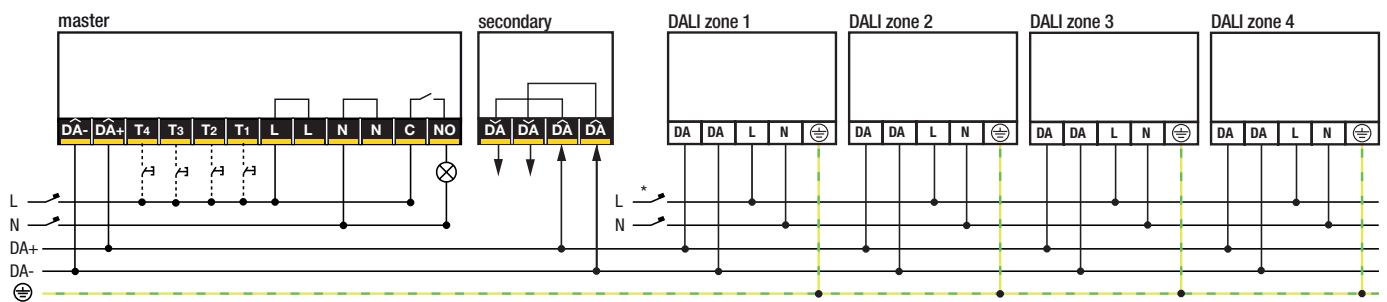 master secondary DALI zone 1 DALI zone 2 DALI zone 3 DALI zone 4
DA- DA+ T4 T3 T2 T1 L L N N C NO DA DA DA DA DA DA L N DA DA L N DA DA L N DA DA L N
L L *
N N
DA+
DA-